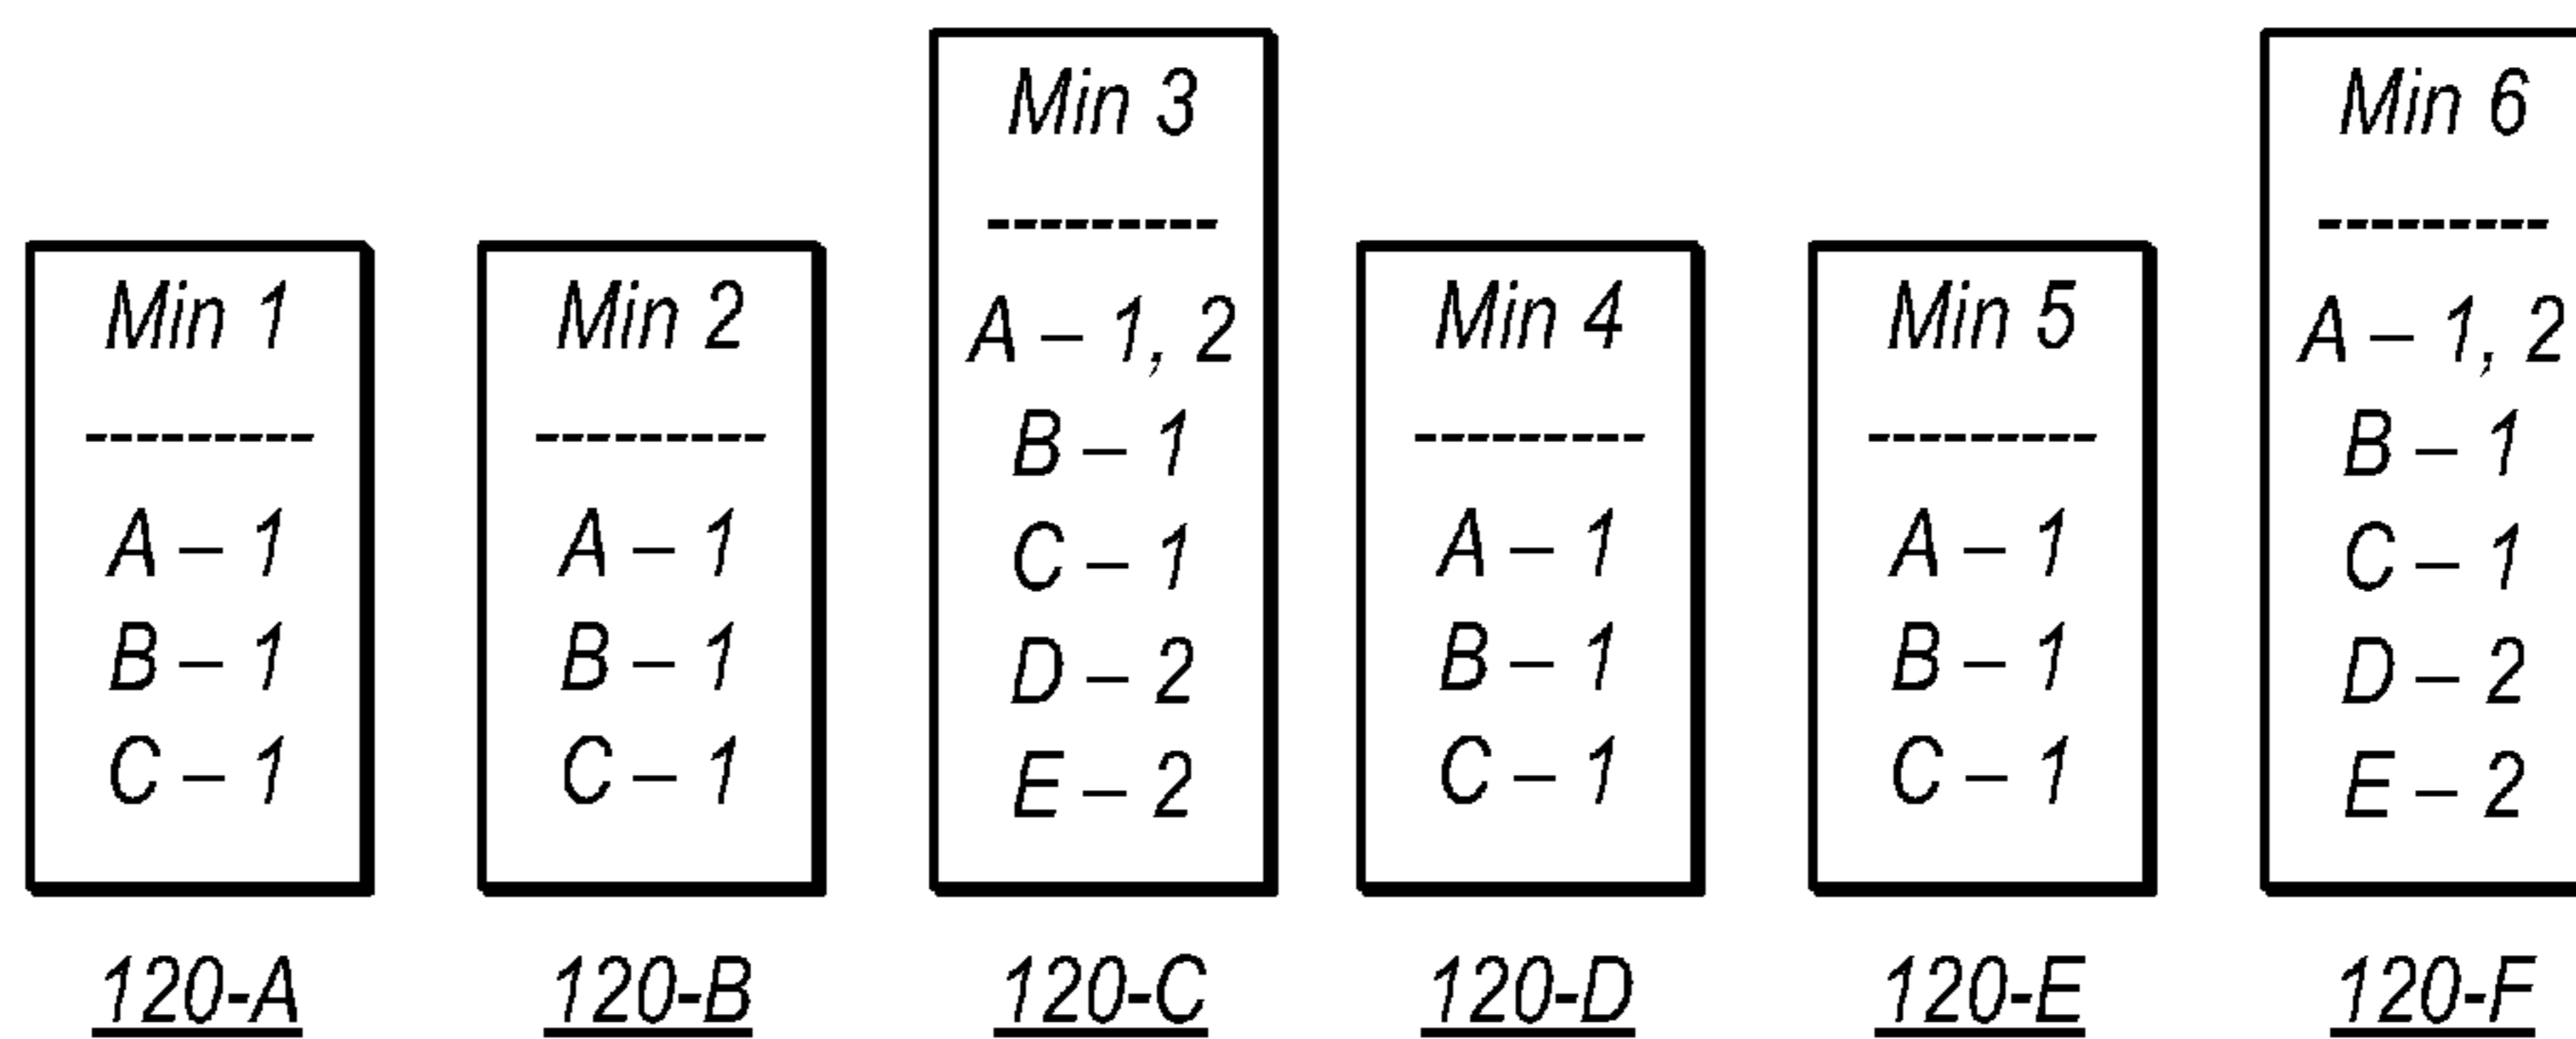 Min 1
---------
A – 1
B – 1
C – 1
120-A
Min 2
---------
A – 1
B – 1
C – 1
120-B
Min 3
---------
A – 1, 2
B – 1
C – 1
D – 2
E – 2
120-C
Min 4
---------
A – 1
B – 1
C – 1
120-D
Min 5
---------
A – 1
B – 1
C – 1
120-E
Min 6
---------
A – 1, 2
B – 1
C – 1
D – 2
E – 2
120-F